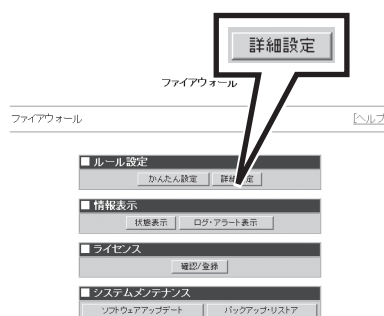 詳細設定
ファイアウォール
ファイアウォール [ヘルプ
■ ルール設定
かんたん設定 詳細設定
■ 情報表示
状態表示 ログ・アラート表示
■ ライセンス
確認/登録
■ システムメンテナンス
ソフトウェアアップデート バックアップ・リストア